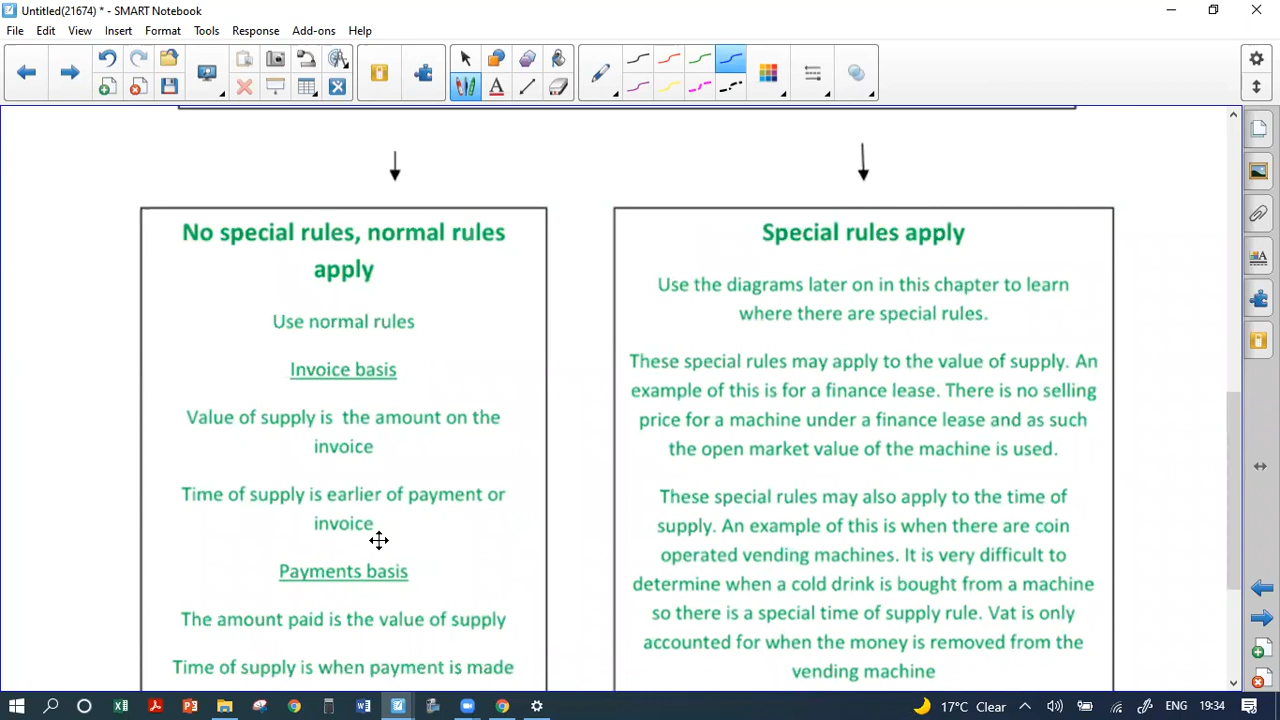 Untitled(21674) * - SMART Notebook
File Edit View Insert Format Tools Response Add-ons Help
No special rules, normal rules
apply
Use normal rules
Invoice basis
Value of supply is the amount on the
invoice
Time of supply is earlier of payment or
invoice
Payments basis
The amount paid is the value of supply
Time of supply is when payment is made
Special rules apply
Use the diagrams later on in this chapter to learn
where there are special rules.
These special rules may apply to the value of supply. An
example of this is for a finance lease. There is no selling
price for a machine under a finance lease and as such
the open market value of the machine is used.
These special rules may also apply to the time of
supply. An example of this is when there are coin
operated vending machines. It is very difficult to
determine when a cold drink is bought from a machine
so there is a special time of supply rule. Vat is only
accounted for when the money is removed from the
vending machine
17°C Clear ENG 19:34